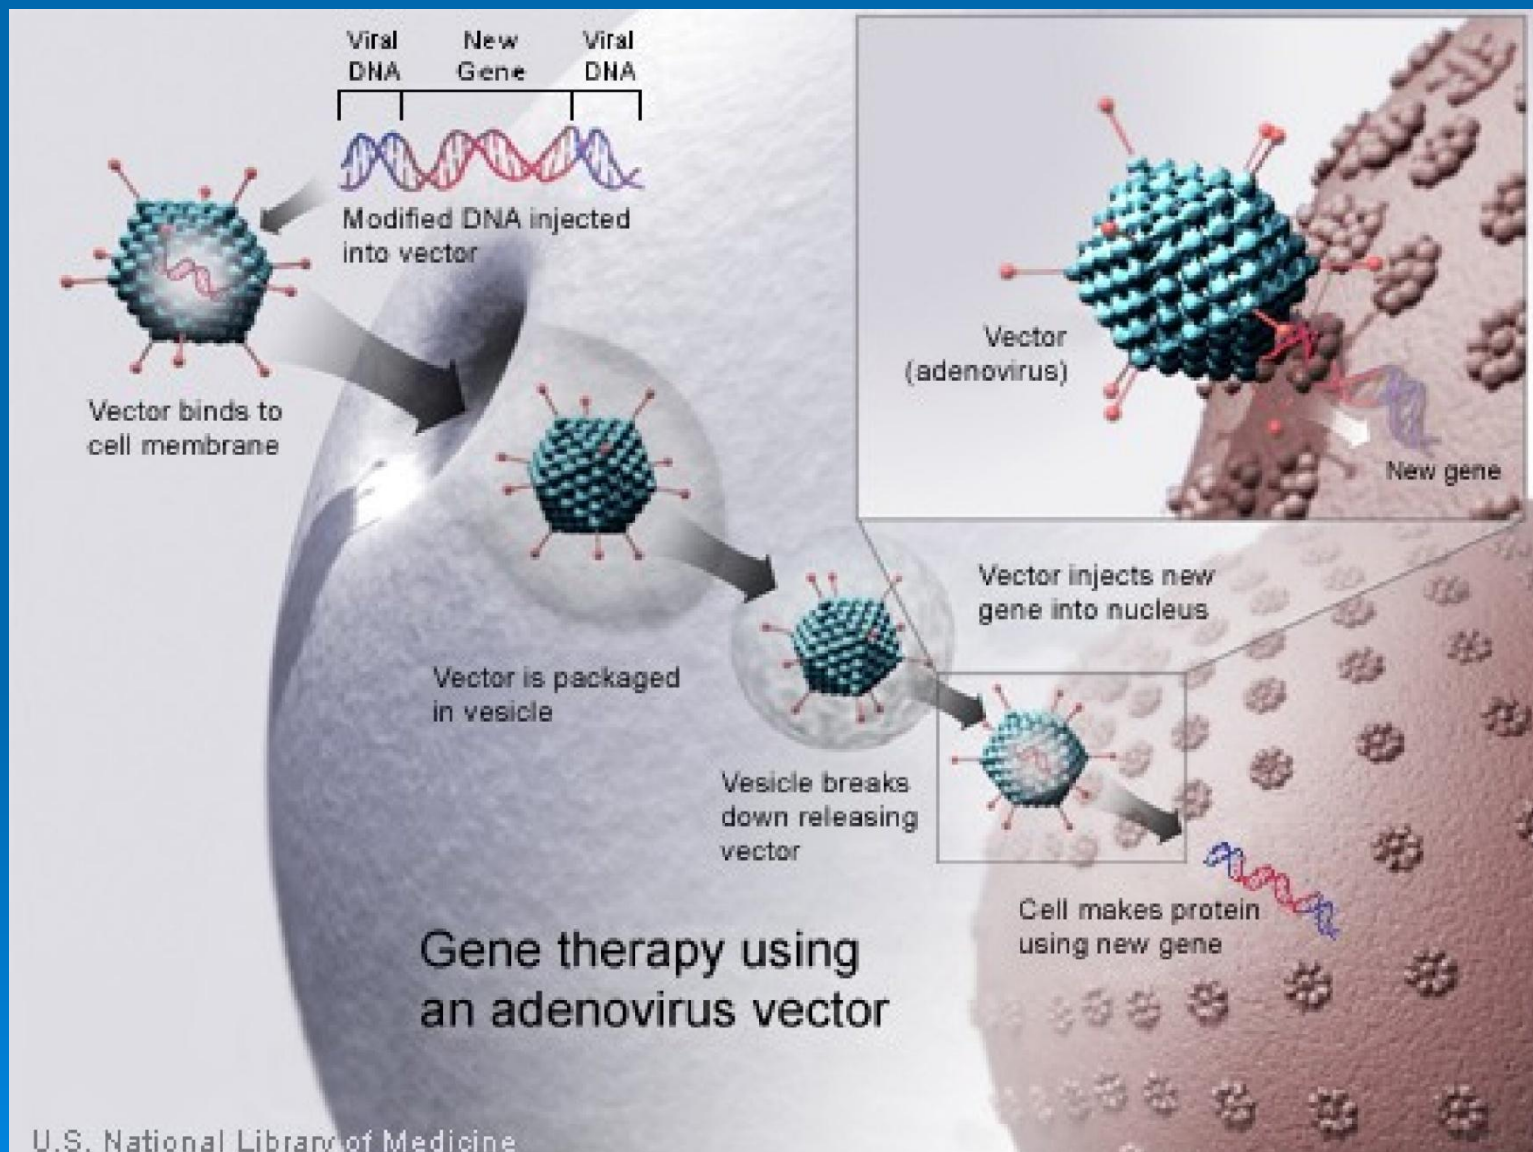 Viral
DNA
New
Gene
Viral
DNA
Modified DNA injected
into vector
Vector binds to
cell membrane
Vector
(adenovirus)
New gene
Vector injects new
gene into nucleus
Vector is packaged
in vesicle
Vesicle breaks
down releasing
vector
Cell makes protein
using new gene
Gene therapy using
an adenovirus vector
U.S. National Library of Medicine